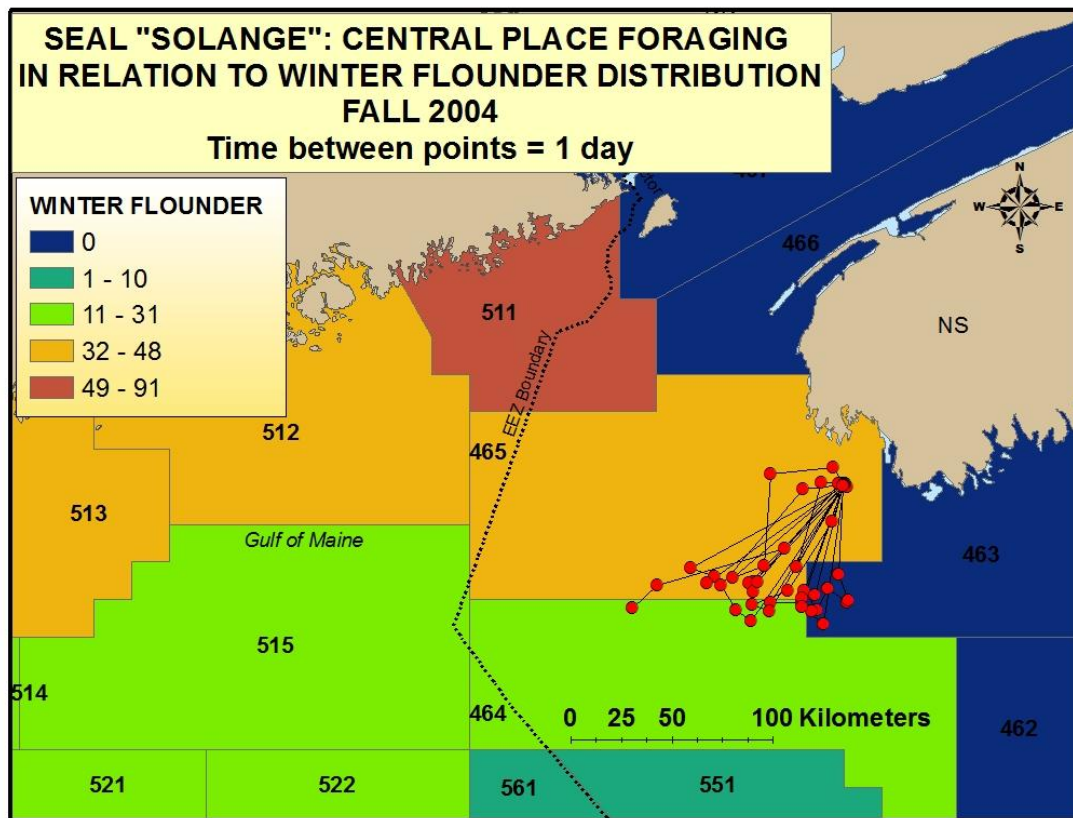 SEAL "SOLANGE": CENTRAL PLACE FORAGING
IN RELATION TO WINTER FLOUNDER DISTRIBUTION
FALL 2004
Time between points = 1 day
WINTER FLOUNDER
0
1 - 10
11 - 31
32 - 48
49 - 91
N
W
E
S
466
NS
511
EEZ Boundary
512
465
513
Gulf of Maine
463
515
514
464
0 25 50 100 Kilometers
462
521
522
561
551